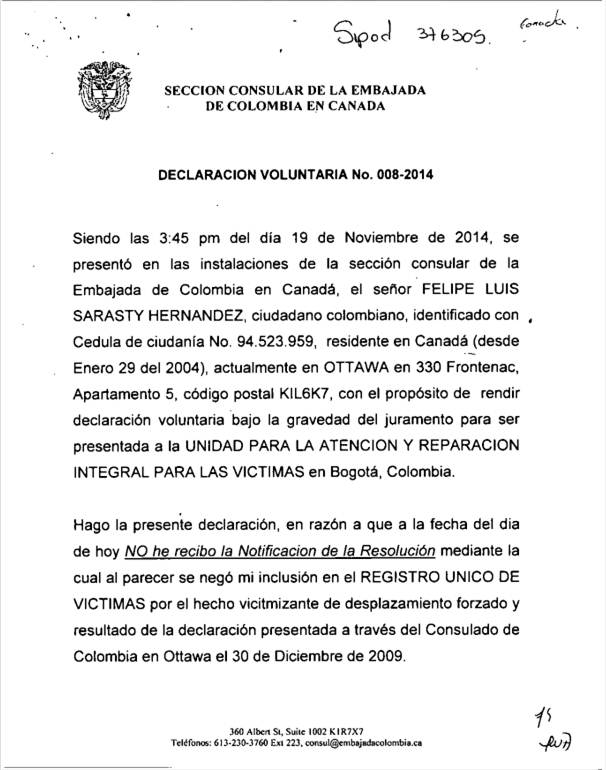 Sipod 376305.
SECCION CONSULAR DE LA EMBAJADA
DE COLOMBIA EN CANADA
DECLARACION VOLUNTARIA No. 008-2014
Siendo las 3:45 pm del día 19 de Noviembre de 2014, se
presentó en las instalaciones de la sección consular de la
Embajada de Colombia en Canadá, el señor FELIPE LUIS
SARASTY HERNANDEZ, ciudadano colombiano, identificado con
Cedula de ciudanía No. 94.523.959, residente en Canadá (desde
Enero 29 del 2004), actualmente en OTTAWA en 330 Frontenac,
Apartamento 5, código postal KIL6K7, con el propósito de rendir
declaración voluntaria bajo la gravedad del juramento para ser
presentada a la UNIDAD PARA LA ATENCION Y REPARACION
INTEGRAL PARA LAS VICTIMAS en Bogotá, Colombia.
Hago la presente declaración, en razón a que a la fecha del dia
de hoy NO he recibo la Notificacion de la Resolución mediante la
cual al parecer se negó mi inclusión en el REGISTRO UNICO DE
VICTIMAS por el hecho vicitmizante de desplazamiento forzado y
resultado de la declaración presentada a través del Consulado de
Colombia en Ottawa el 30 de Diciembre de 2009.
360 Albert St, Suite 1002 K1R7X7
Teléfonos: 613-230-3760 Ext 223, consul@embajadacolombia.ca